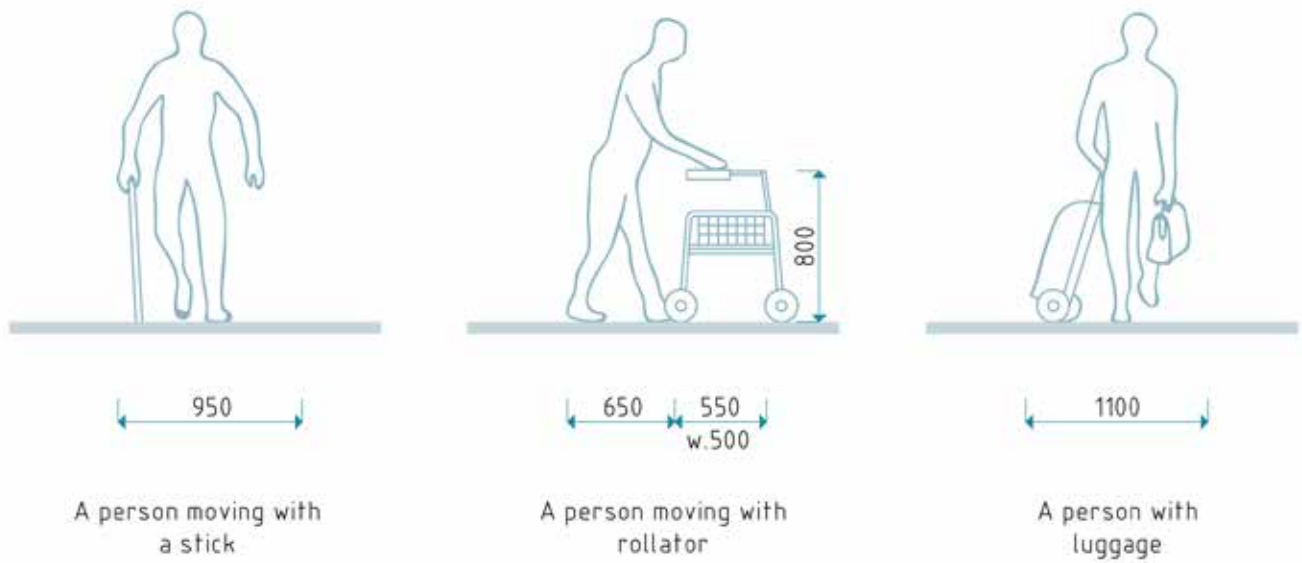 800
950
650
550
w.500
1100
A person moving with
a stick
A person moving with
rollator
A person with
luggage